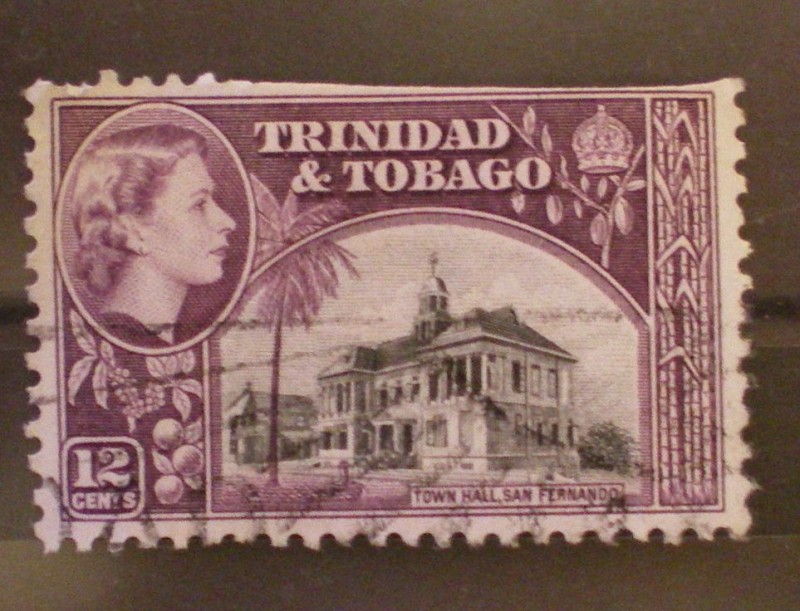 TRINIDAD
& TOBAGO
12
CENTS
TOWN HALL, SAN FERNANDO